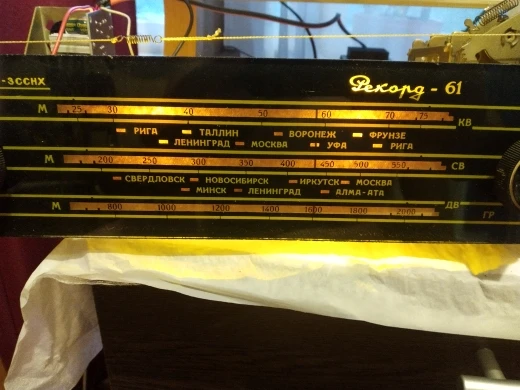 -ЗССНХ
Рекорд - 61
М 25 30 40 50 60 70 75 КВ
РИГА ТАЛЛИН ВОРОНЕЖ ФРУНЗЕ
ЛЕНИНГРАД МОСКВА УФА РИГА
М 200 250 300 350 400 450 500 550 СВ
СВЕРДЛОВСК НОВОСИБИРСК ИРКУТСК МОСКВА
МИНСК ЛЕНИНГРАД АЛМА-АТА
М 800 1000 1200 1400 1600 1800 2000 ДВ
ГР